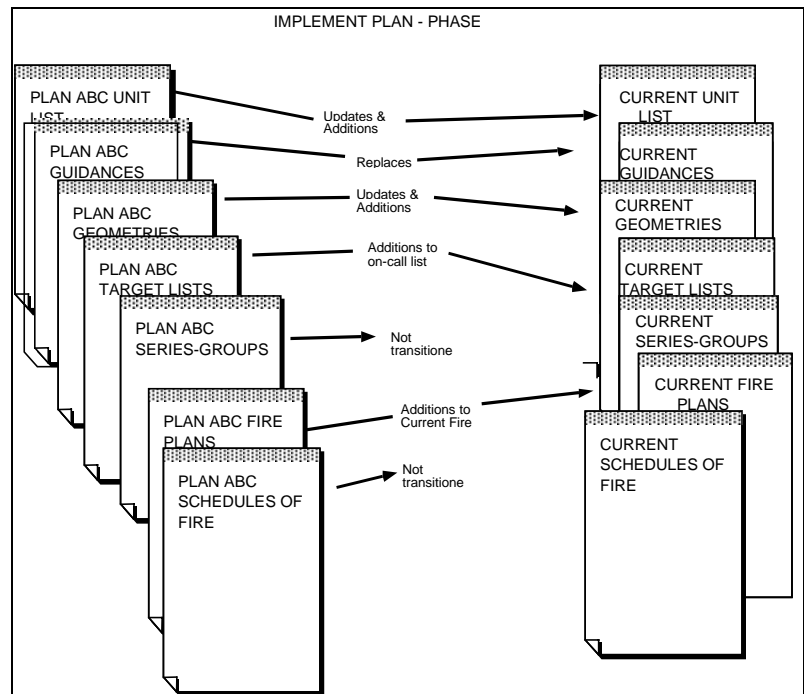 IMPLEMENT PLAN - PHASE
PLAN ABC UNIT
LIST
PLAN ABC
GUIDANCES
PLAN ABC
GEOMETRIES
PLAN ABC
TARGET LISTS
PLAN ABC
SERIES-GROUPS
PLAN ABC FIRE
PLANS
PLAN ABC
SCHEDULES OF
FIRE
Updates &
Additions
Replaces
Updates &
Additions
Additions to
on-call list
Not
transitione
Additions to
Current Fire
Not
transitione
CURRENT UNIT
LIST
CURRENT
GUIDANCES
CURRENT
GEOMETRIES
CURRENT
TARGET LISTS
CURRENT
SERIES-GROUPS
CURRENT FIRE
PLANS
CURRENT
SCHEDULES OF
FIRE